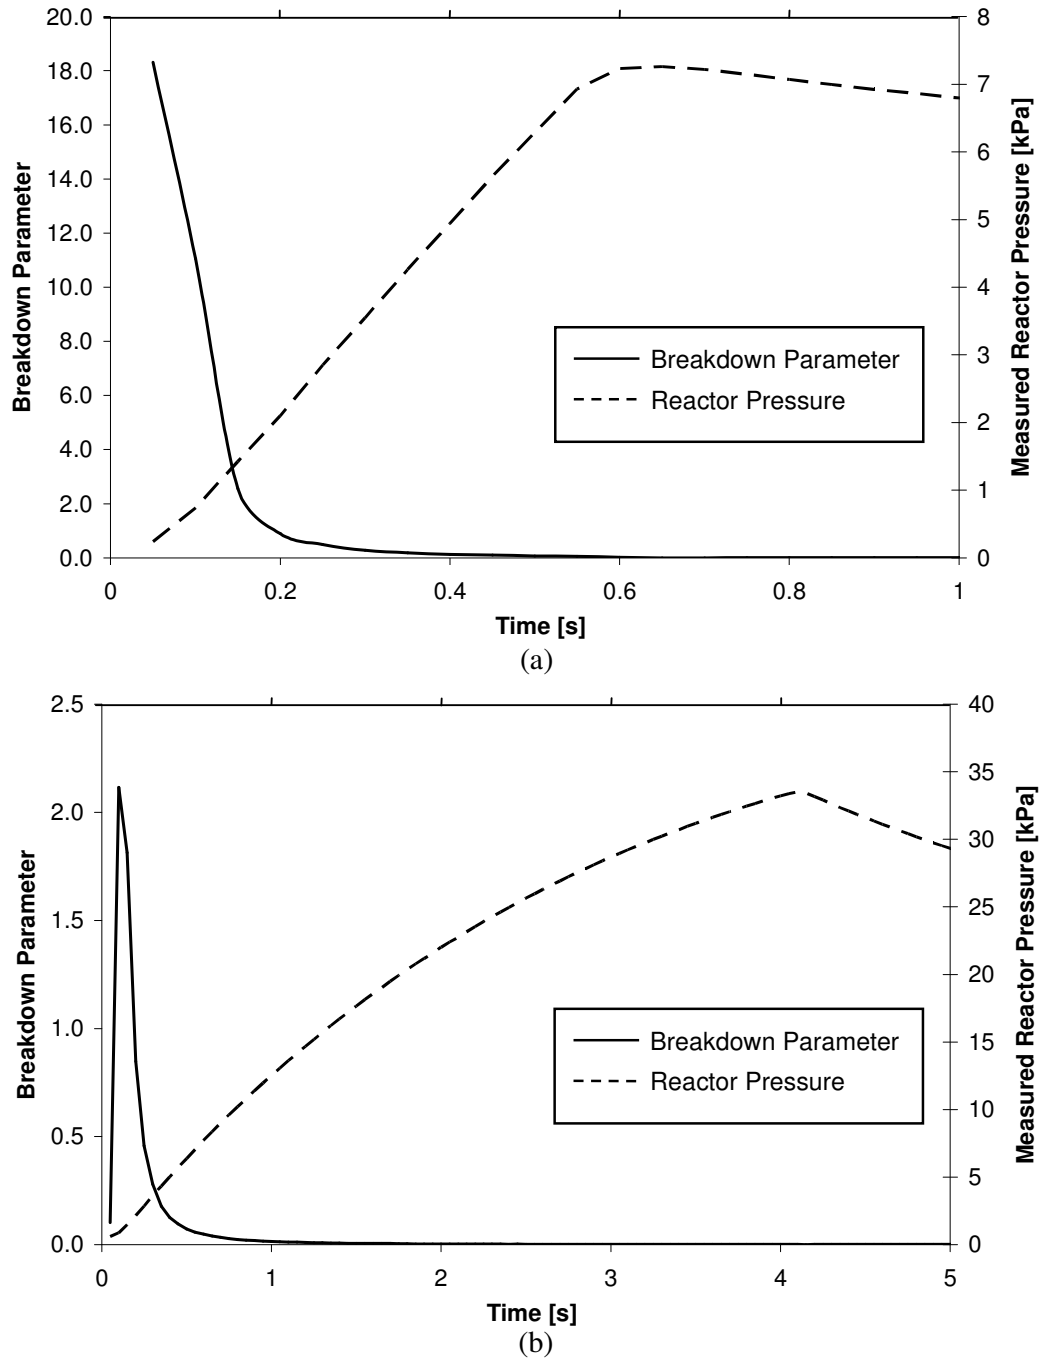 20.0
18.0
16.0
14.0
12.0
10.0
8.0
6.0
4.0
2.0
0.0
Breakdown Parameter
8
7
6
5
4
3
2
1
0
Measured Reactor Pressure [kPa]
Breakdown Parameter
Reactor Pressure
0 0.2 0.4 0.6 0.8 1
Time [s]
(a)
2.5
2.0
1.5
1.0
0.5
0.0
Breakdown Parameter
40
35
30
25
20
15
10
5
0
Measured Reactor Pressure [kPa]
Breakdown Parameter
Reactor Pressure
0 1 2 3 4 5
Time [s]
(b)